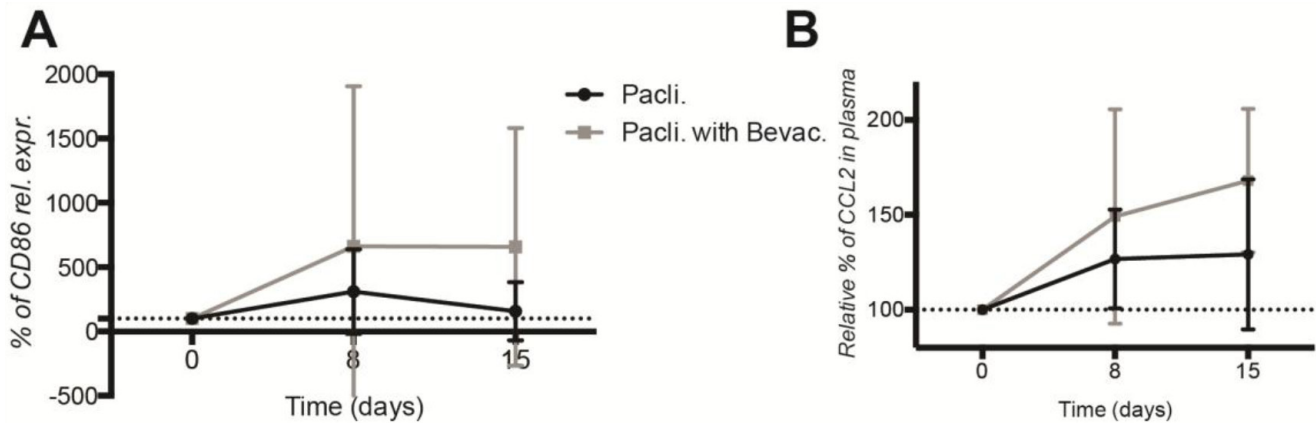 A
% of CD86 rel. expr.
2000
1500
1000
500
0
-500
0
8
15
Time (days)
Pacli.
Pacli. with Bevac.
B
Relative % of CCL2 in plasma
200
150
100
0
8
15
Time (days)